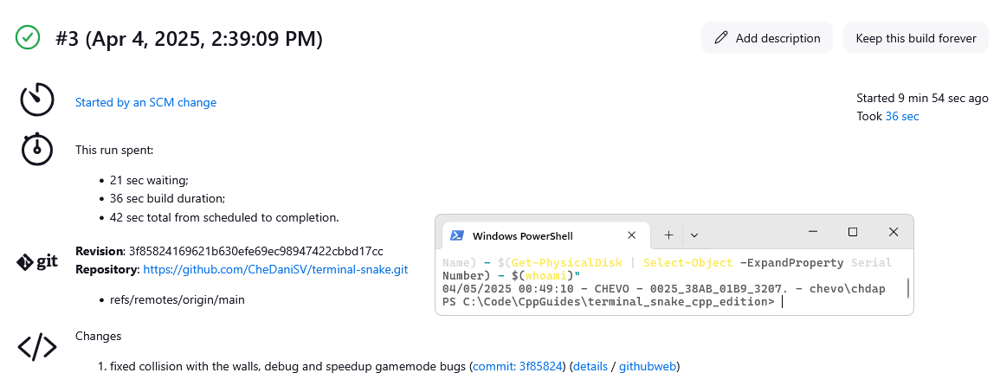 #3 (Apr 4, 2025, 2:39:09 PM)
Add description
Keep this build forever
Started by an SCM change
Started 9 min 54 sec ago
Took 36 sec
This run spent:
• 21 sec waiting;
• 36 sec build duration;
• 42 sec total from scheduled to completion.
git
Revision: 3f85824169621b630efe69ec98947422cbbd17cc
Repository: https://github.com/CheDaniSV/terminal-snake.git
• refs/remotes/origin/main
Windows PowerShell
Name) - $(Get-PhysicalDisk | Select-Object -ExpandProperty Serial
Number) - $(whoami)"
04/05/2025 00:49:10 - CHEVO - 0025_38AB_01B9_3207. - chevo\chdap
PS C:\Code\CppGuides\terminal_snake_cpp_edition>
Changes
1. fixed collision with the walls, debug and speedup gamemode bugs (commit: 3f85824) (details / githubweb)